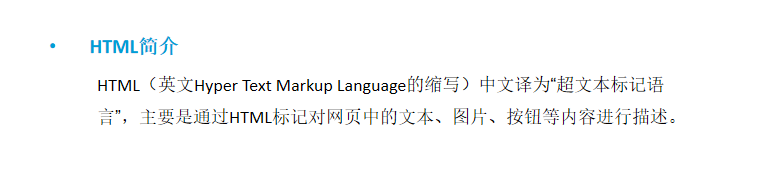 • HTML简介
HTML（英文Hyper Text Markup Language的缩写）中文译为“超文本标记语
言”，主要是通过HTML标记对网页中的文本、图片、按钮等内容进行描述。